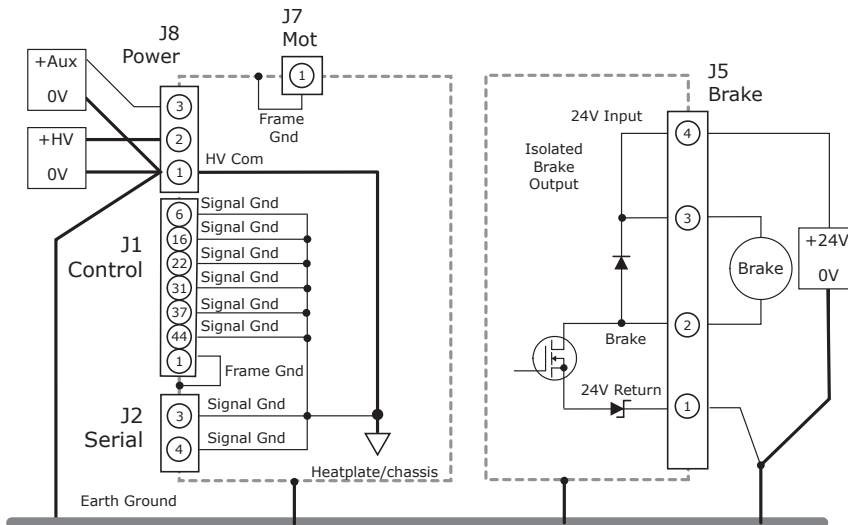 J8
Power
J7
Mot
+Aux
0V
+HV
0V
3
2
1
1
Frame
Gnd
HV Com
J1
Control
6
16
22
31
37
44
1
Signal Gnd
Signal Gnd
Signal Gnd
Signal Gnd
Signal Gnd
Signal Gnd
Frame Gnd
J2
Serial
3
4
Signal Gnd
Signal Gnd
Heatplate/chassis
Earth Ground
J5
Brake
24V Input
Isolated
Brake
Output
4
3
2
1
Brake
24V Return
Brake
+24V
0V